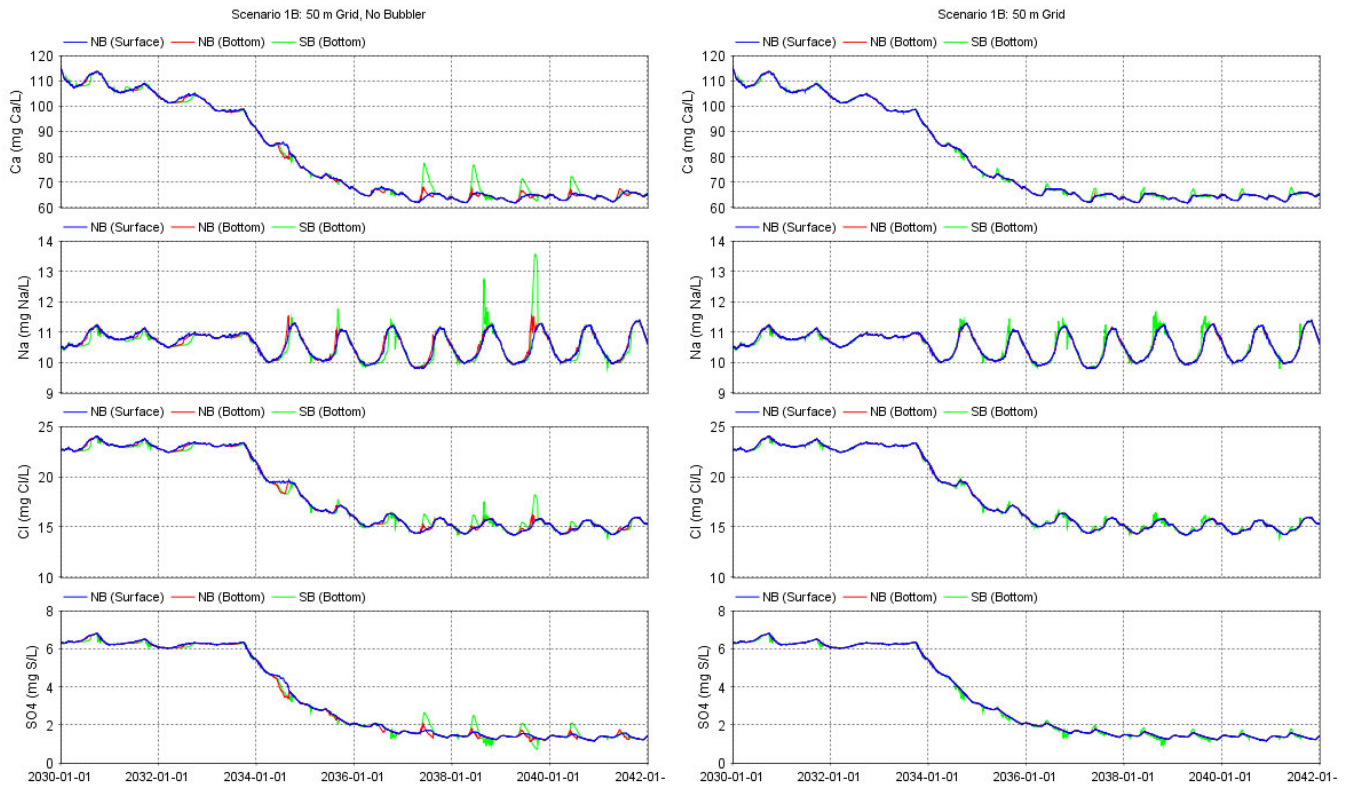 Scenario 1B: 50 m Grid, No Bubbler
NB (Surface) NB (Bottom) SB (Bottom)
Ca (mg Ca/L)
120
110
100
90
80
70
60
NB (Surface) NB (Bottom) SB (Bottom)
Na (mg Na/L)
14
13
12
11
10
9
NB (Surface) NB (Bottom) SB (Bottom)
Cl (mg Cl/L)
25
20
15
10
NB (Surface) NB (Bottom) SB (Bottom)
SO4 (mg S/L)
8
6
4
2
0
2030-01-01 2032-01-01 2034-01-01 2036-01-01 2038-01-01 2040-01-01 2042-01-
Scenario 1B: 50 m Grid
NB (Surface) NB (Bottom) SB (Bottom)
Ca (mg Ca/L)
120
110
100
90
80
70
60
NB (Surface) NB (Bottom) SB (Bottom)
Na (mg Na/L)
14
13
12
11
10
9
NB (Surface) NB (Bottom) SB (Bottom)
Cl (mg Cl/L)
25
20
15
10
NB (Surface) NB (Bottom) SB (Bottom)
SO4 (mg S/L)
8
6
4
2
0
2030-01-01 2032-01-01 2034-01-01 2036-01-01 2038-01-01 2040-01-01 2042-01-